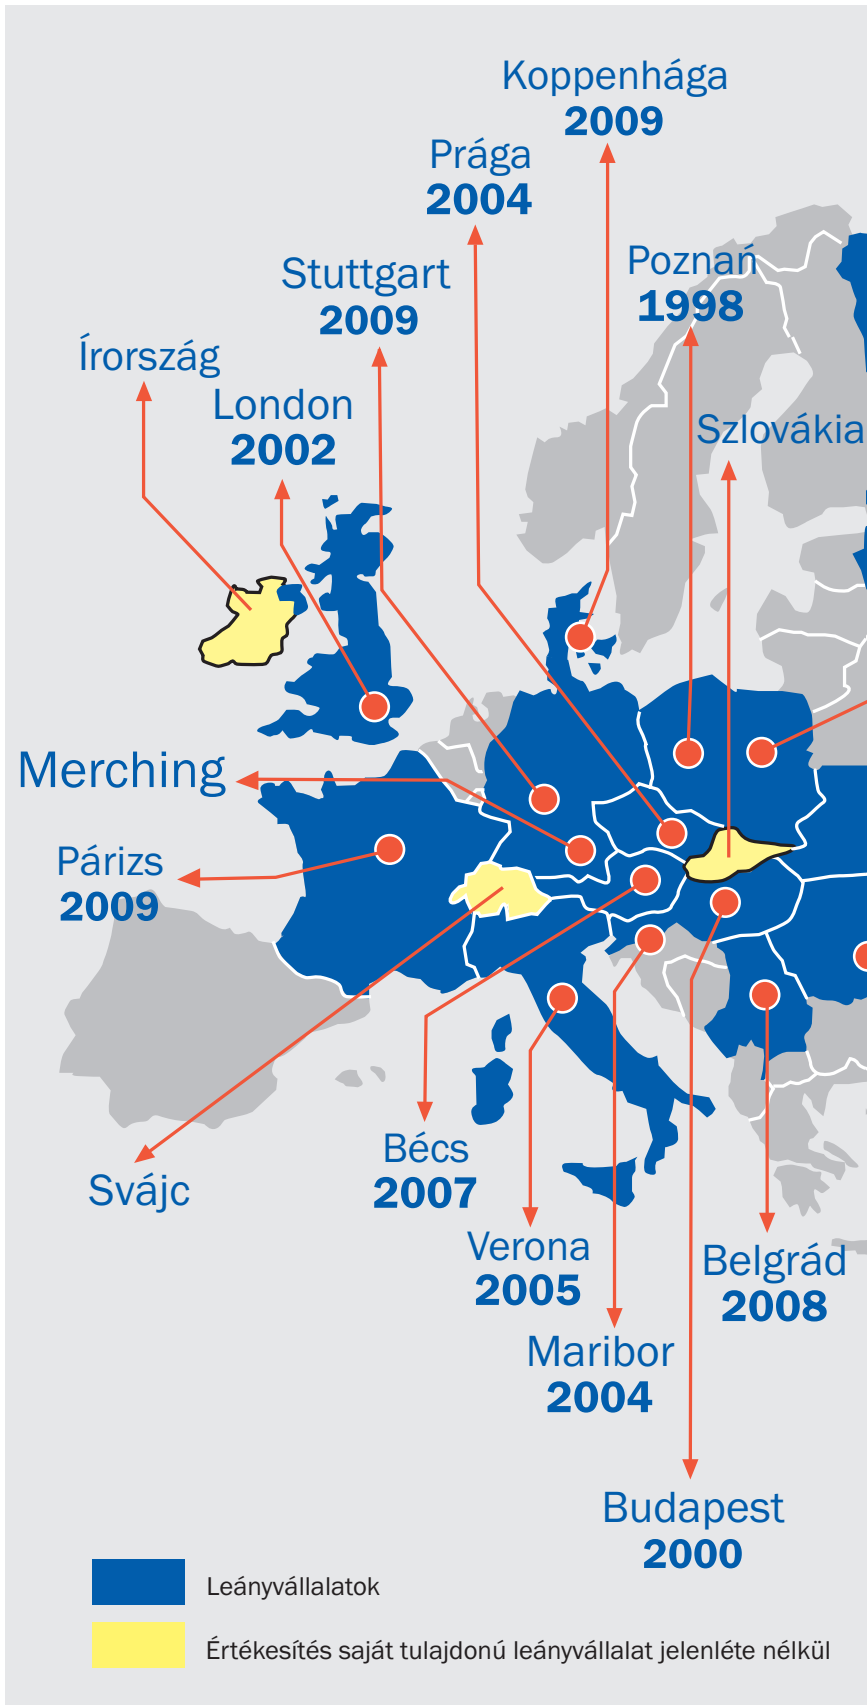 Koppenhága
2009
Prága
2004
Poznań
1998
Stuttgart
2009
Írország
London
2002
Szlovákia
Merching
Párizs
2009
Svájc
Bécs
2007
Verona
2005
Belgrád
2008
Maribor
2004
Budapest
2000
Leányvállalatok
Értékesítés saját tulajdonú leányvállalat jelenléte nélkül